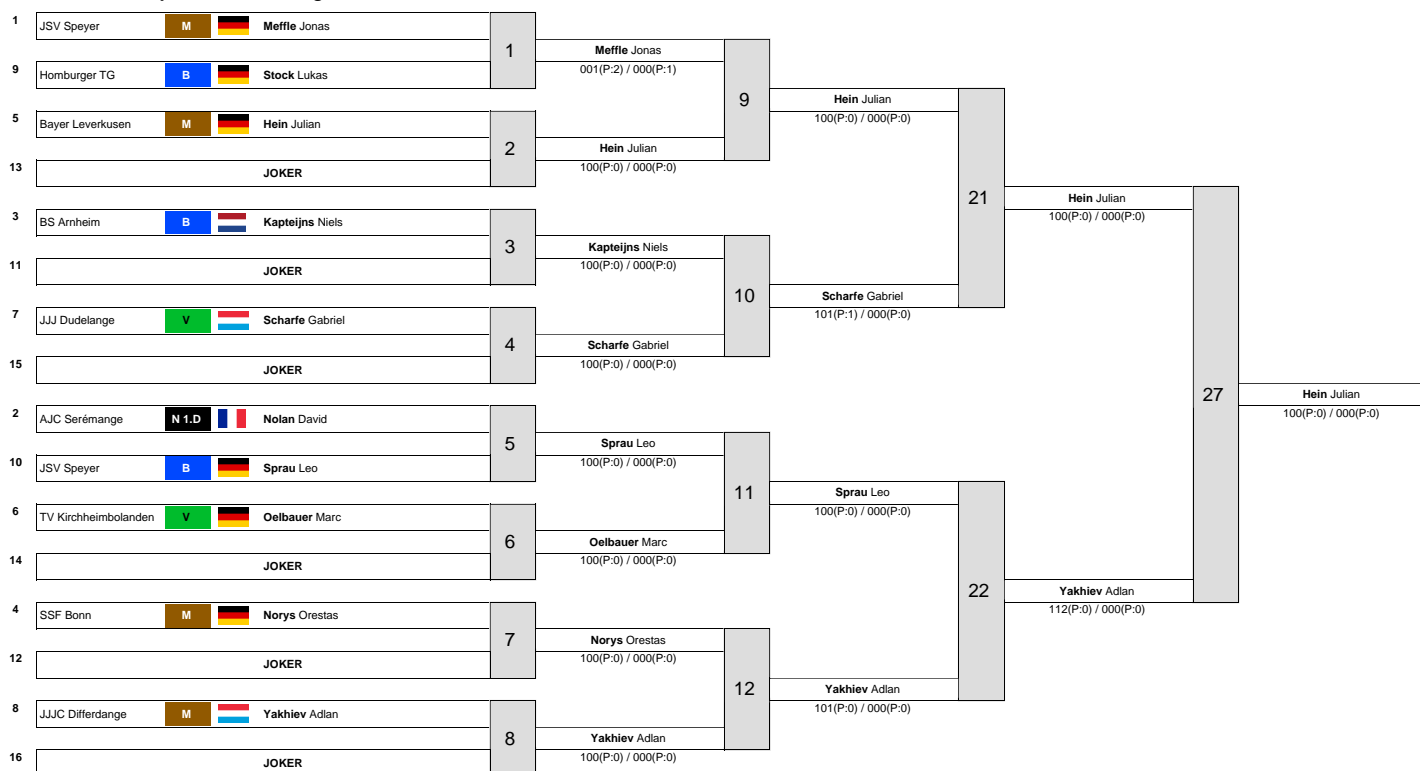 1 JSV Speyer M Meffle Jonas
1
Meffle Jonas
001(P:2) / 000(P:1)
9 Homburger TG B Stock Lukas
9
Hein Julian
100(P:0) / 000(P:0)
5 Bayer Leverkusen M Hein Julian
2
Hein Julian
100(P:0) / 000(P:0)
13 JOKER
21
Hein Julian
100(P:0) / 000(P:0)
3 BS Arnheim B Kapteijns Niels
3
Kapteijns Niels
100(P:0) / 000(P:0)
11 JOKER
10
Scharfe Gabriel
101(P:1) / 000(P:0)
7 JJJ Dudelange V Scharfe Gabriel
4
Scharfe Gabriel
100(P:0) / 000(P:0)
15 JOKER
27
Hein Julian
100(P:0) / 000(P:0)
2 AJC Serémange N 1.D Nolan David
5
Sprau Leo
100(P:0) / 000(P:0)
10 JSV Speyer B Sprau Leo
11
Sprau Leo
100(P:0) / 000(P:0)
6 TV Kirchheimbolanden V Oelbauer Marc
6
Oelbauer Marc
100(P:0) / 000(P:0)
14 JOKER
22
Yakhiev Adlan
112(P:0) / 000(P:0)
4 SSF Bonn M Norys Orestas
7
Norys Orestas
100(P:0) / 000(P:0)
12 JOKER
12
Yakhiev Adlan
101(P:0) / 000(P:0)
8 JJJC Differdange M Yakhiev Adlan
8
Yakhiev Adlan
100(P:0) / 000(P:0)
16 JOKER